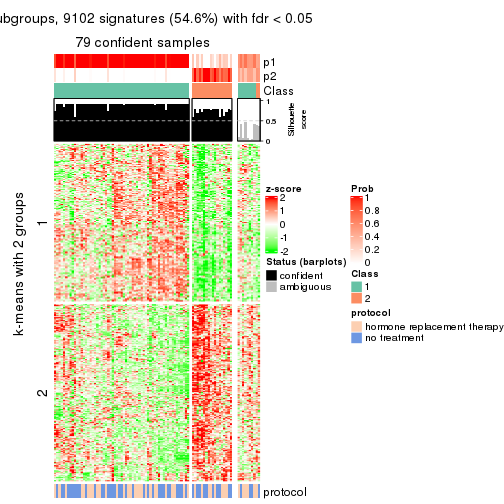 ubgroups, 9102 signatures (54.6%) with fdr < 0.05
79 confident samples
p1
p2
Class
1
0.5
0
Silhouette
score
k-means with 2 groups
1
2
z-score
2
1
0
-1
-2
Status (barplots)
confident
ambiguous
Prob
1
0.8
0.6
0.4
0.2
0
Class
1
2
protocol
hormone replacement therapy
no treatment
protocol